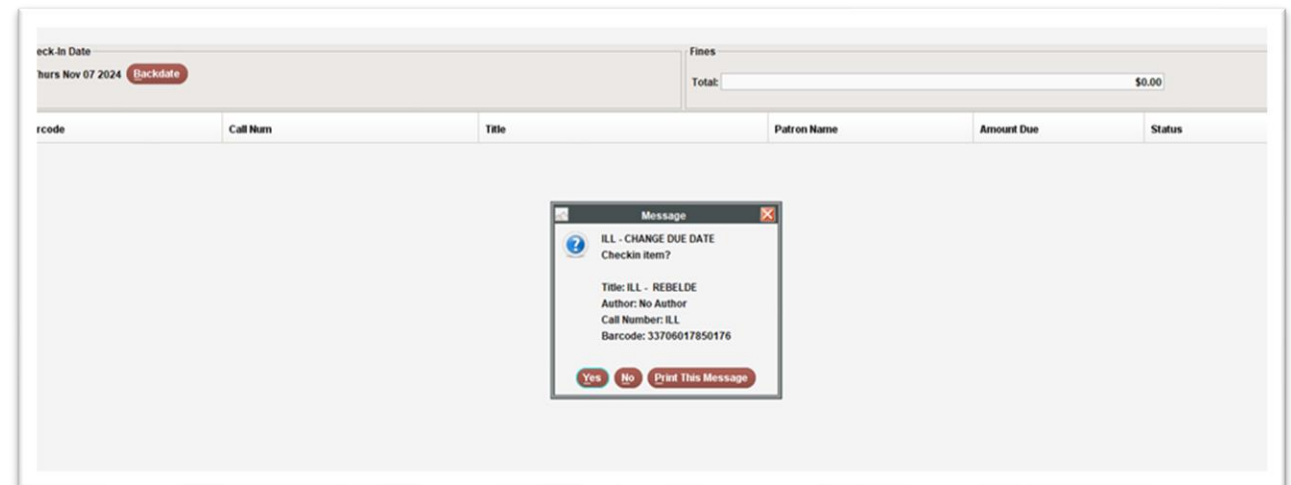 eck-In Date
hurs Nov 07 2024 Backdate
Fines
Total: $0.00
rcode Call Num Title Patron Name Amount Due Status
Message
ILL - CHANGE DUE DATE
Checkin item?
Title: ILL - REBELDE
Author: No Author
Call Number: ILL
Barcode: 33706017850176
Yes No Print This Message